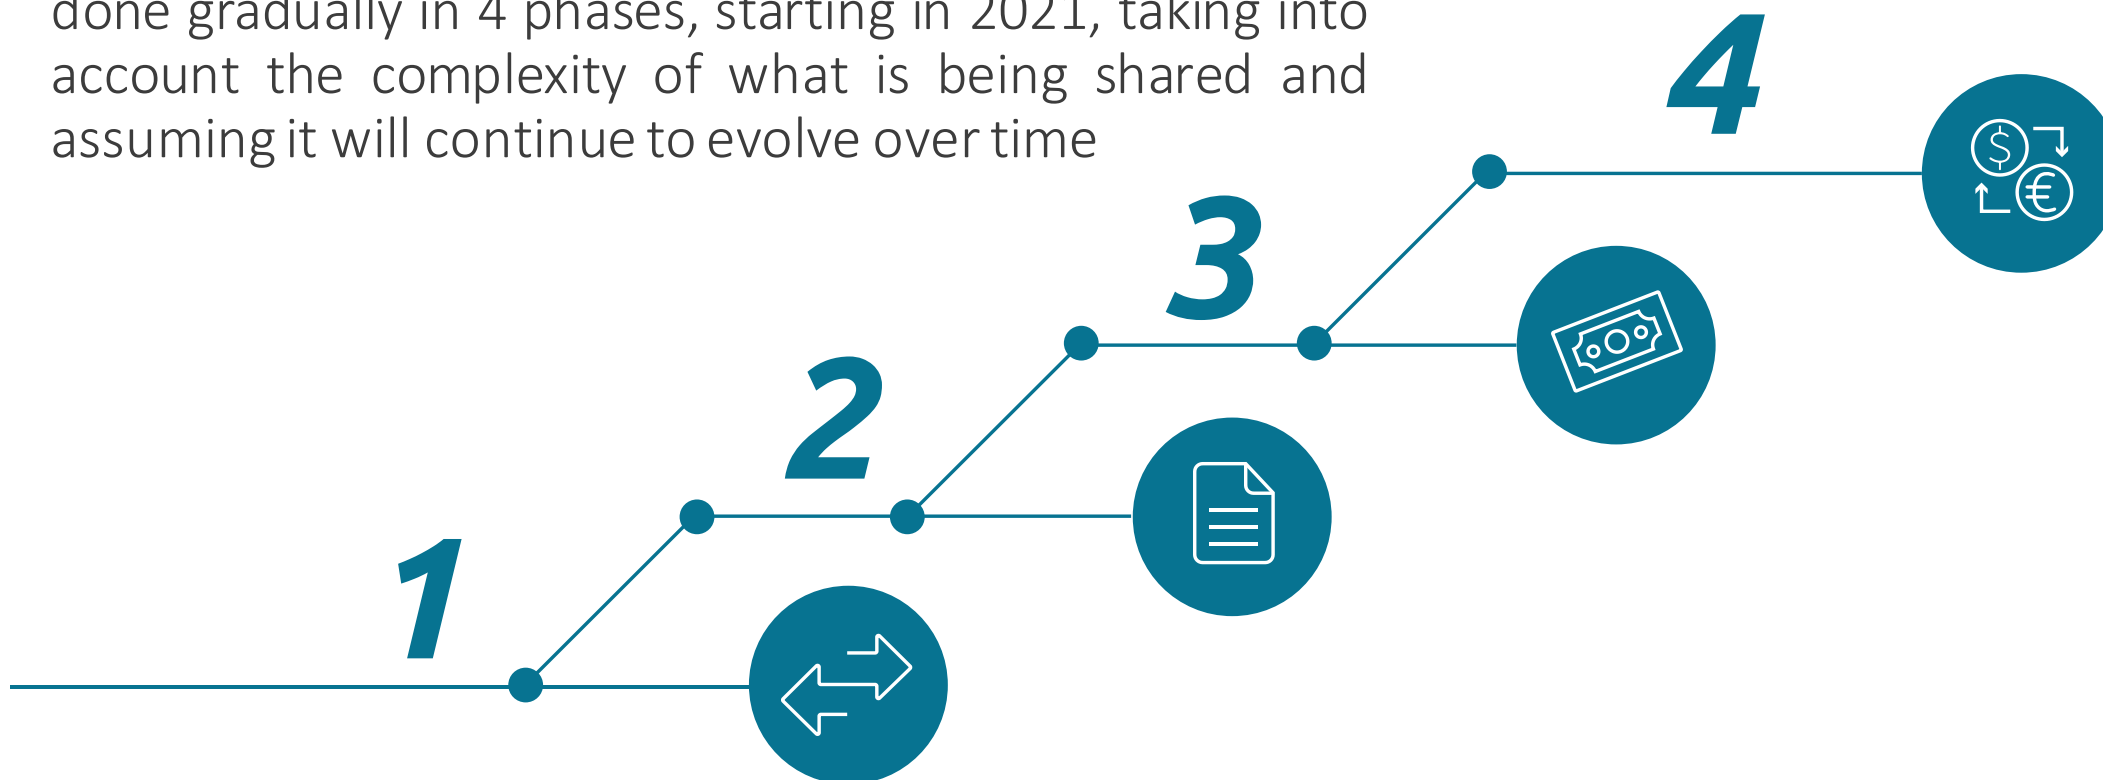 done gradually in 4 phases, starting in 2021, taking into
account the complexity of what is being shared and
assuming it will continue to evolve over time
4
3
2
1
$
€